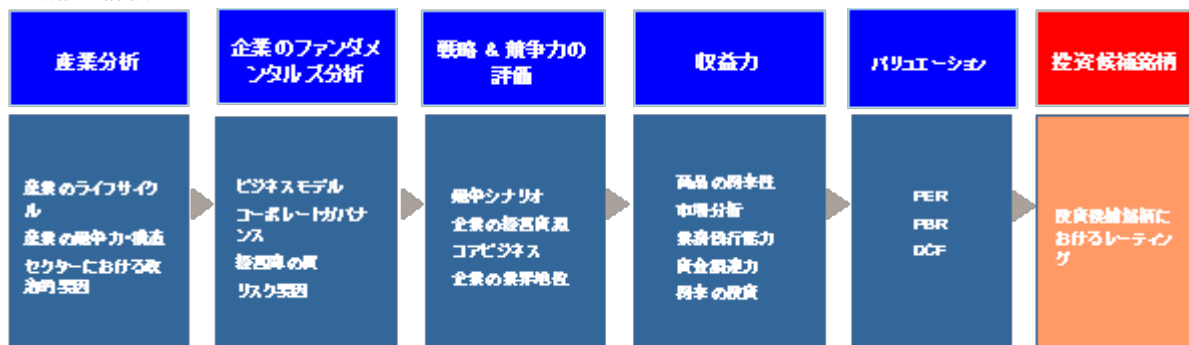 産業分析
企業のファンダメ
ンタルズ分析
戦略 & 競争力の
評価
収益力
バリュエーション
投資候補銘柄
産業のライフサイク
ル
産業の競争力・構造
セクターにおける政
治的要因
ビジネスモデル
コーポレートガバナ
ンス
経営陣の質
リスク要因
競争シナリオ
企業の経営資源
コアビジネス
企業の業界地位
商品の
市場分析
業務執行能力
資金調達力
の投資
PER
PBR
DCF
投資候補銘柄に
おけるレーティン
グ